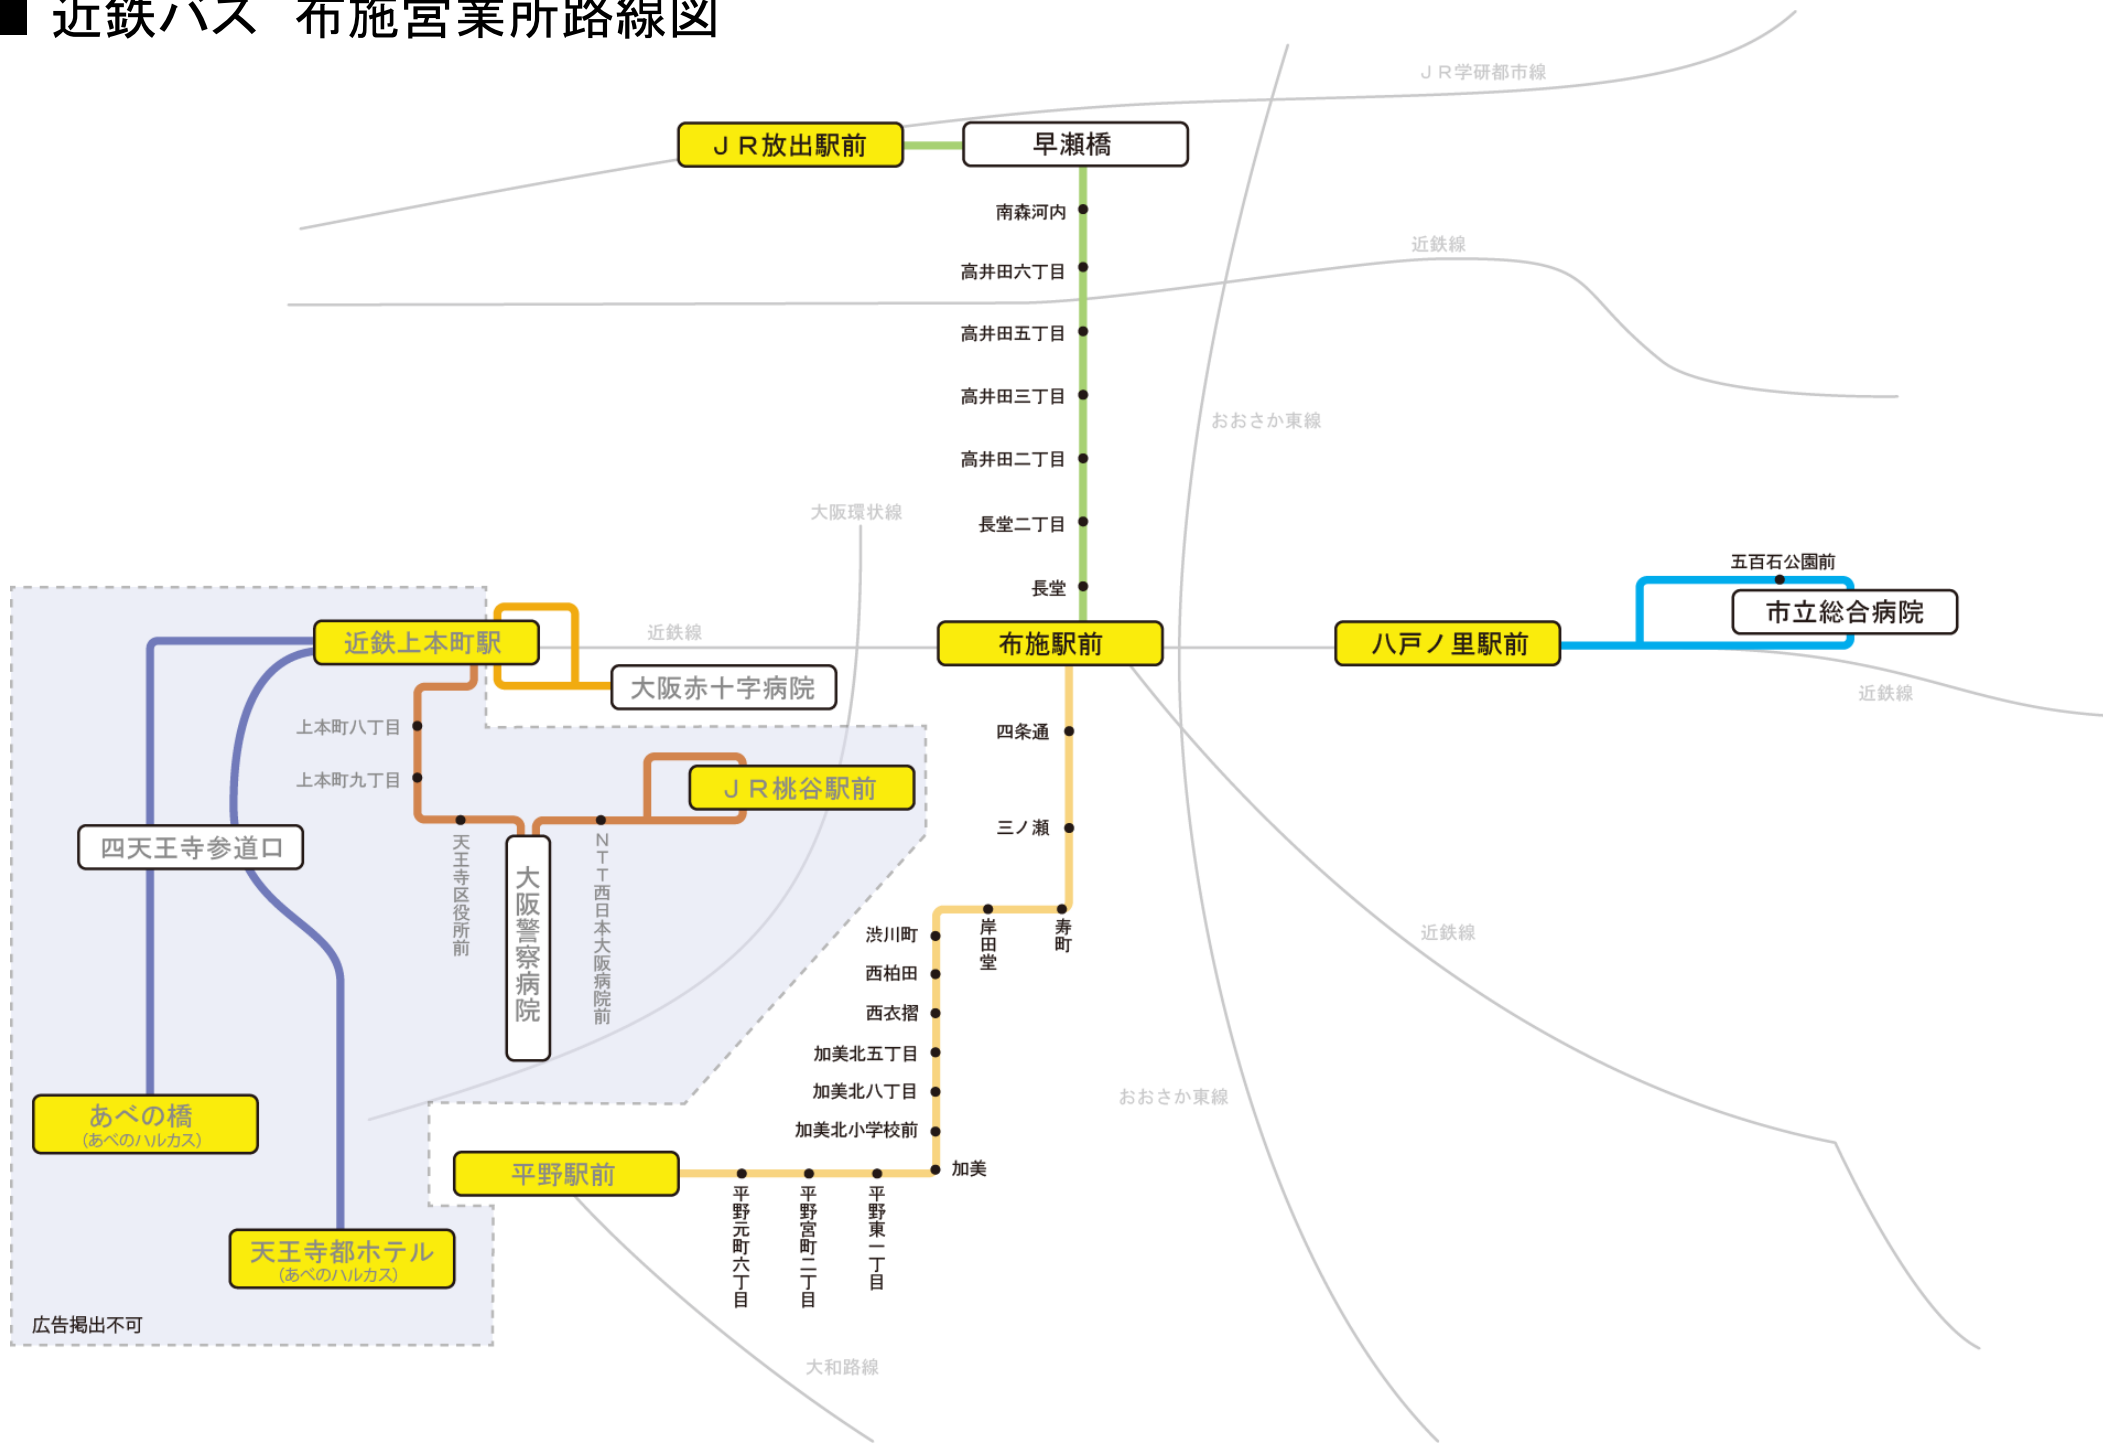 ■ 近鉄バス 布施営業所路線図
ＪＲ学研都市線
ＪＲ放出駅前
早瀬橋
南森河内
近鉄線
高井田六丁目
高井田五丁目
高井田三丁目
おおさか東線
高井田二丁目
大阪環状線
長堂二丁目
五百石公園前
長堂
市立総合病院
近鉄上本町駅
近鉄線
布施駅前
八戸ノ里駅前
大阪赤十字病院
近鉄線
上本町八丁目
四条通
上本町九丁目
ＪＲ桃谷駅前
三ノ瀬
四天王寺参道口
天王寺区役所前
大阪警察病院
ＮＴＴ西日本大阪病院前
渋川町
岸田堂
寿町
近鉄線
西柏田
西衣摺
加美北五丁目
加美北八丁目
おおさか東線
あべの橋
(あべのハルカス)
加美北小学校前
平野駅前
加美
平野元町六丁目
平野宮町二丁目
平野東一丁目
天王寺都ホテル
(あべのハルカス)
広告掲出不可
大和路線